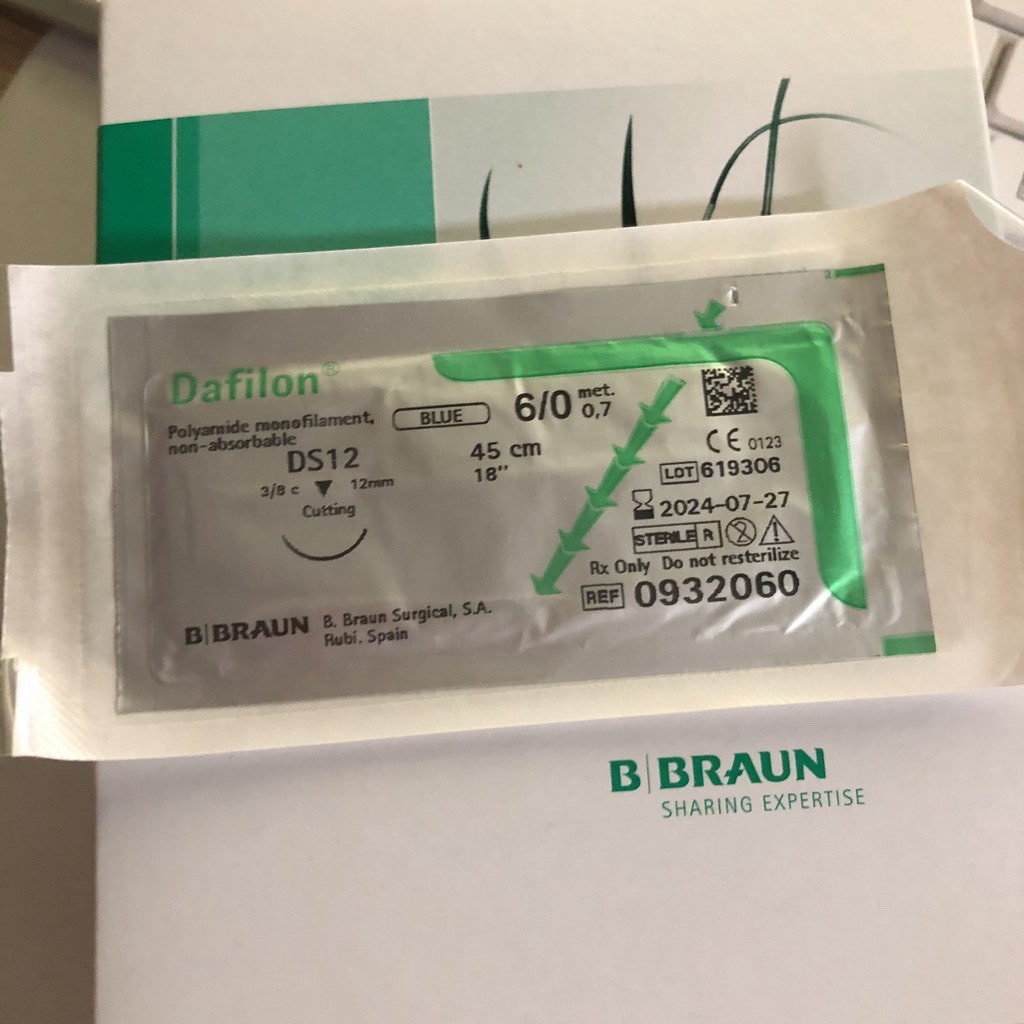 Dafilon®
Polyamide monofilament,
non-absorbable
BLUE
6/0 met.
0,7
DS12
45 cm
18"
3/8 c 12mm
Cutting
CE 0123
LOT 619306
2024-07-27
STERILE R
Rx Only Do not resterilize
REF 0932060
B|BRAUN
B. Braun Surgical, S.A.
Rubí, Spain
B|BRAUN
SHARING EXPERTISE